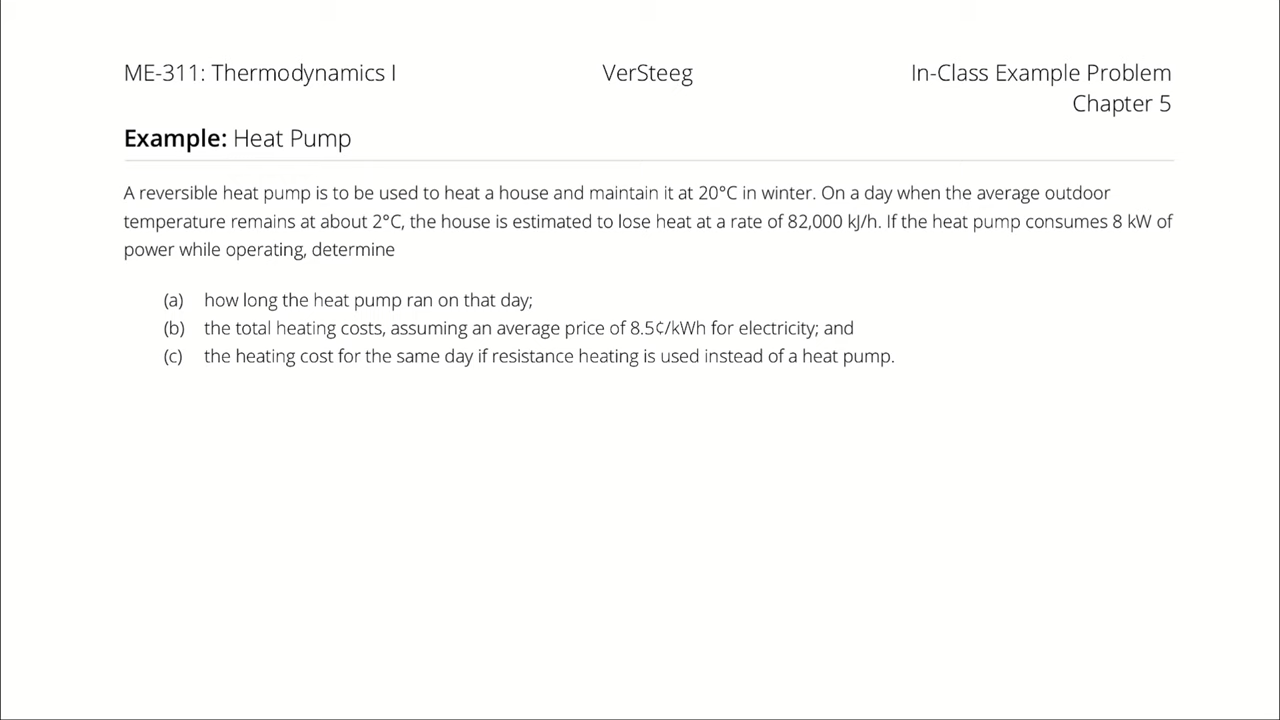 ME-311: Thermodynamics I VerSteeg In-Class Example Problem
Chapter 5
Example: Heat Pump
A reversible heat pump is to be used to heat a house and maintain it at 20°C in winter. On a day when the average outdoor
temperature remains at about 2°C, the house is estimated to lose heat at a rate of 82,000 kJ/h. If the heat pump consumes 8 kW of
power while operating, determine
(a) how long the heat pump ran on that day;
(b) the total heating costs, assuming an average price of 8.5¢/kWh for electricity; and
(c) the heating cost for the same day if resistance heating is used instead of a heat pump.